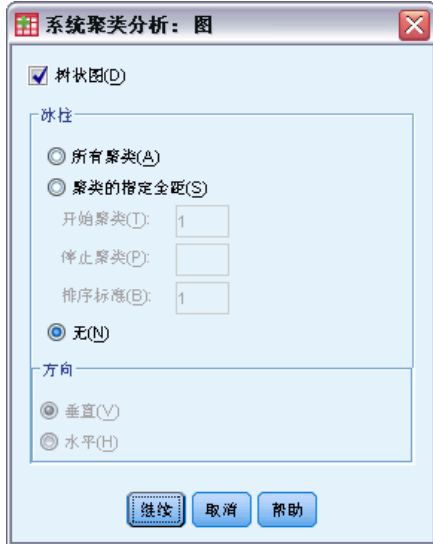 系统聚类分析：图
树状图(D)
冰柱
所有聚类(A)
聚类的指定全距(S)
开始聚类(T): 1
停止聚类(P):
排序标准(B): 1
无(N)
方向
垂直(V)
水平(H)
继续 取消 帮助